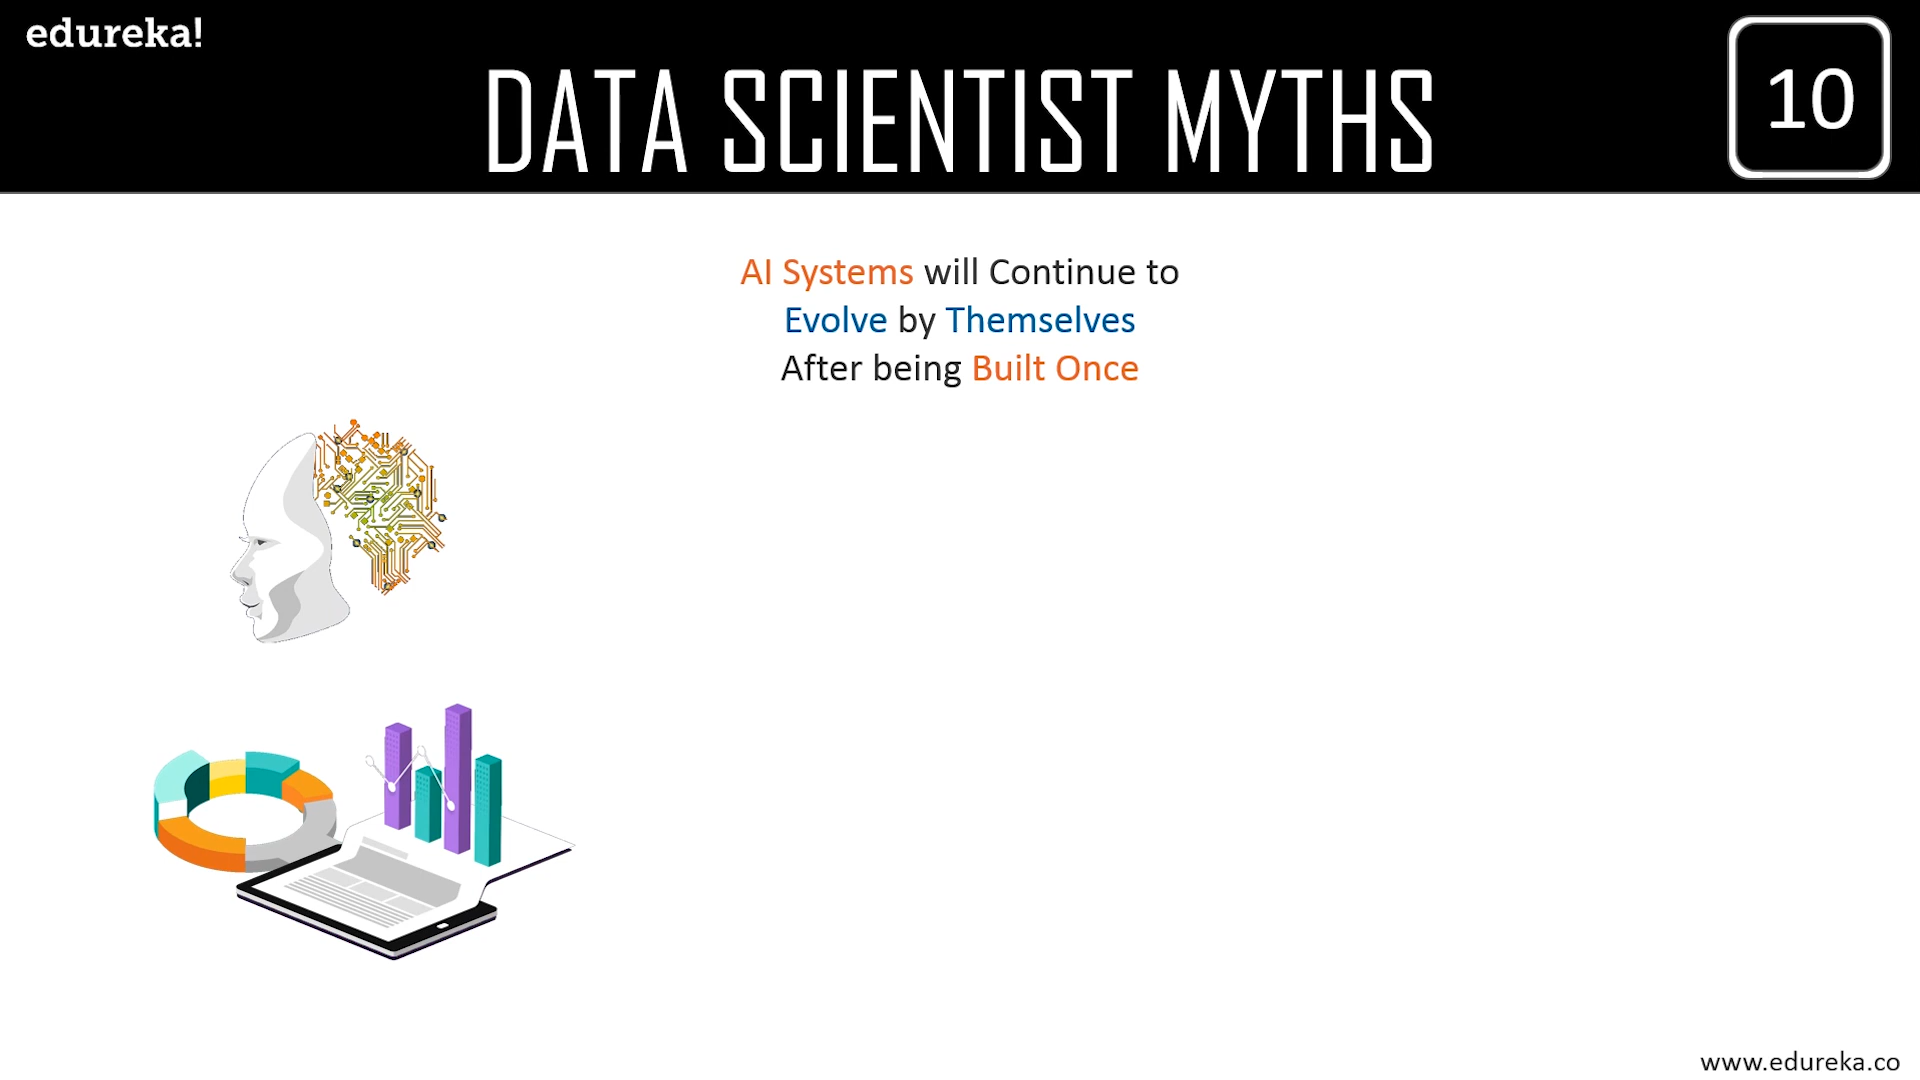 edureka!
DATA SCIENTIST MYTHS
10
AI Systems will Continue to
Evolve by Themselves
After being Built Once
www.edureka.co